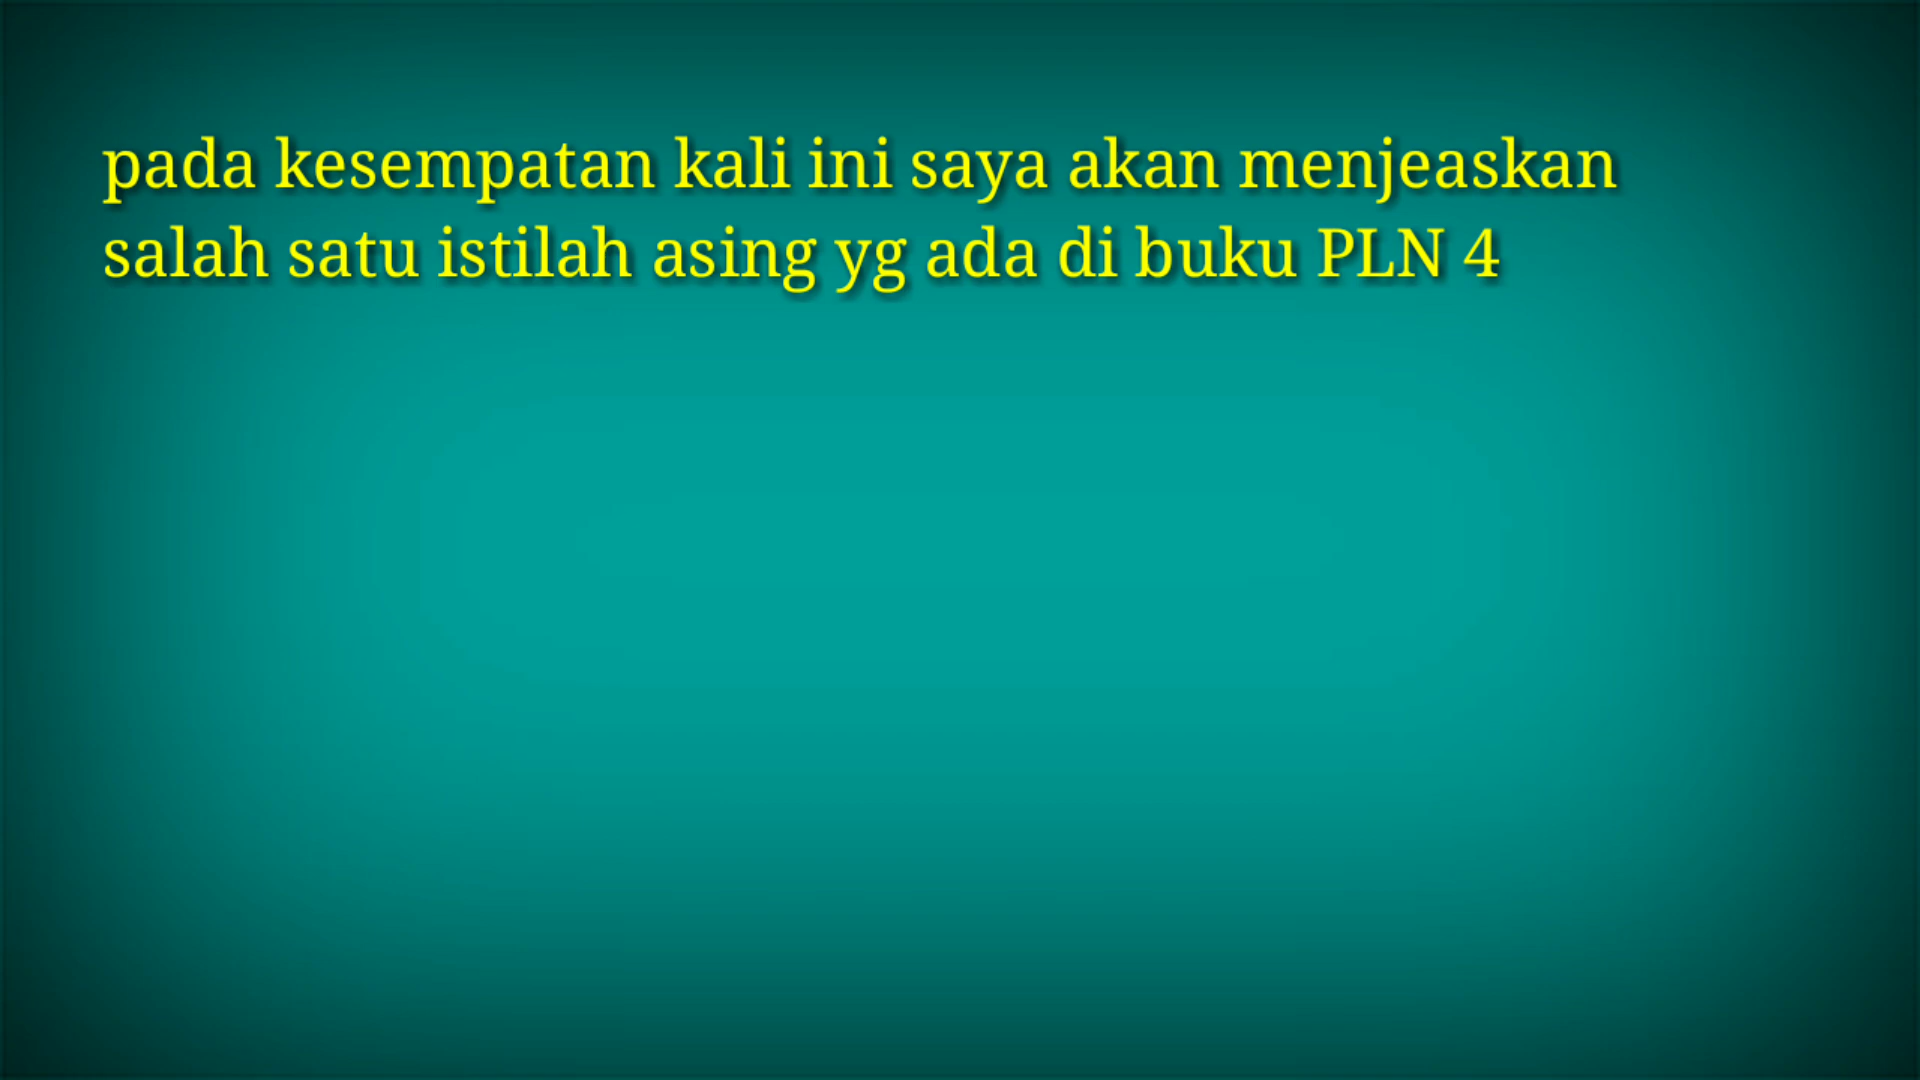 pada kesempatan kali ini saya akan menjeaskan
salah satu istilah asing yg ada di buku PLN 4